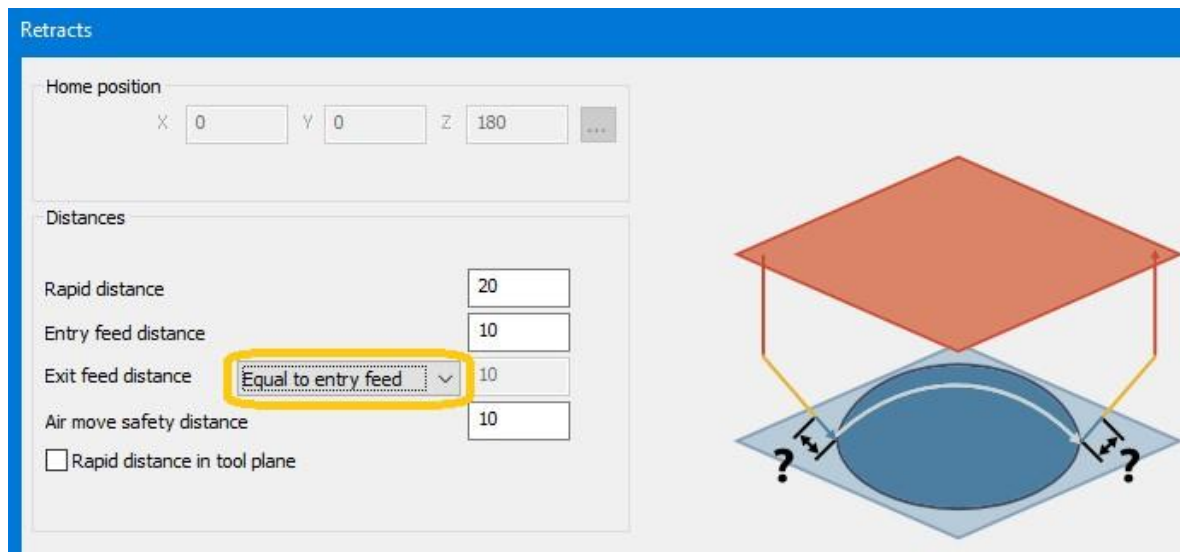 Retracts
Home position
X 0 Y 0 Z 180 ...
Distances
Rapid distance 20
Entry feed distance 10
Exit feed distance Equal to entry feed 10
Air move safety distance 10
Rapid distance in tool plane
? ?